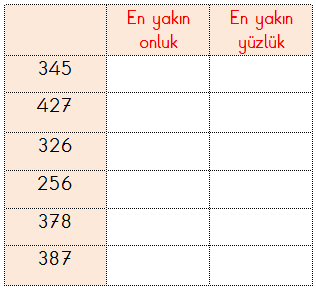 En yakın
onluk
En yakın
yüzlük
345
427
326
256
378
387